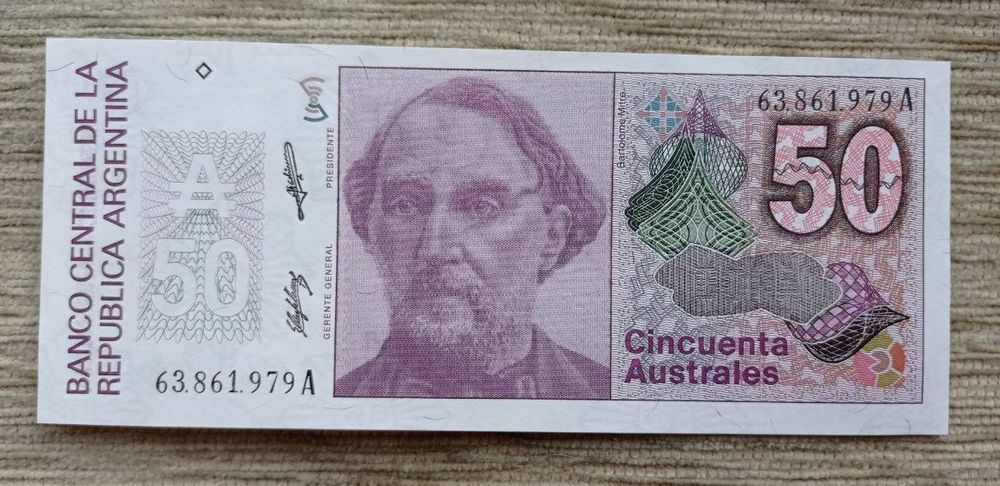 BANCO CENTRAL DE LA
REPUBLICA ARGENTINA
A
50
63.861.979 A
PRESIDENTE
GERENTE GENERAL
Bartolomé Mitre
63.861.979 A
50
Cincuenta
Australes